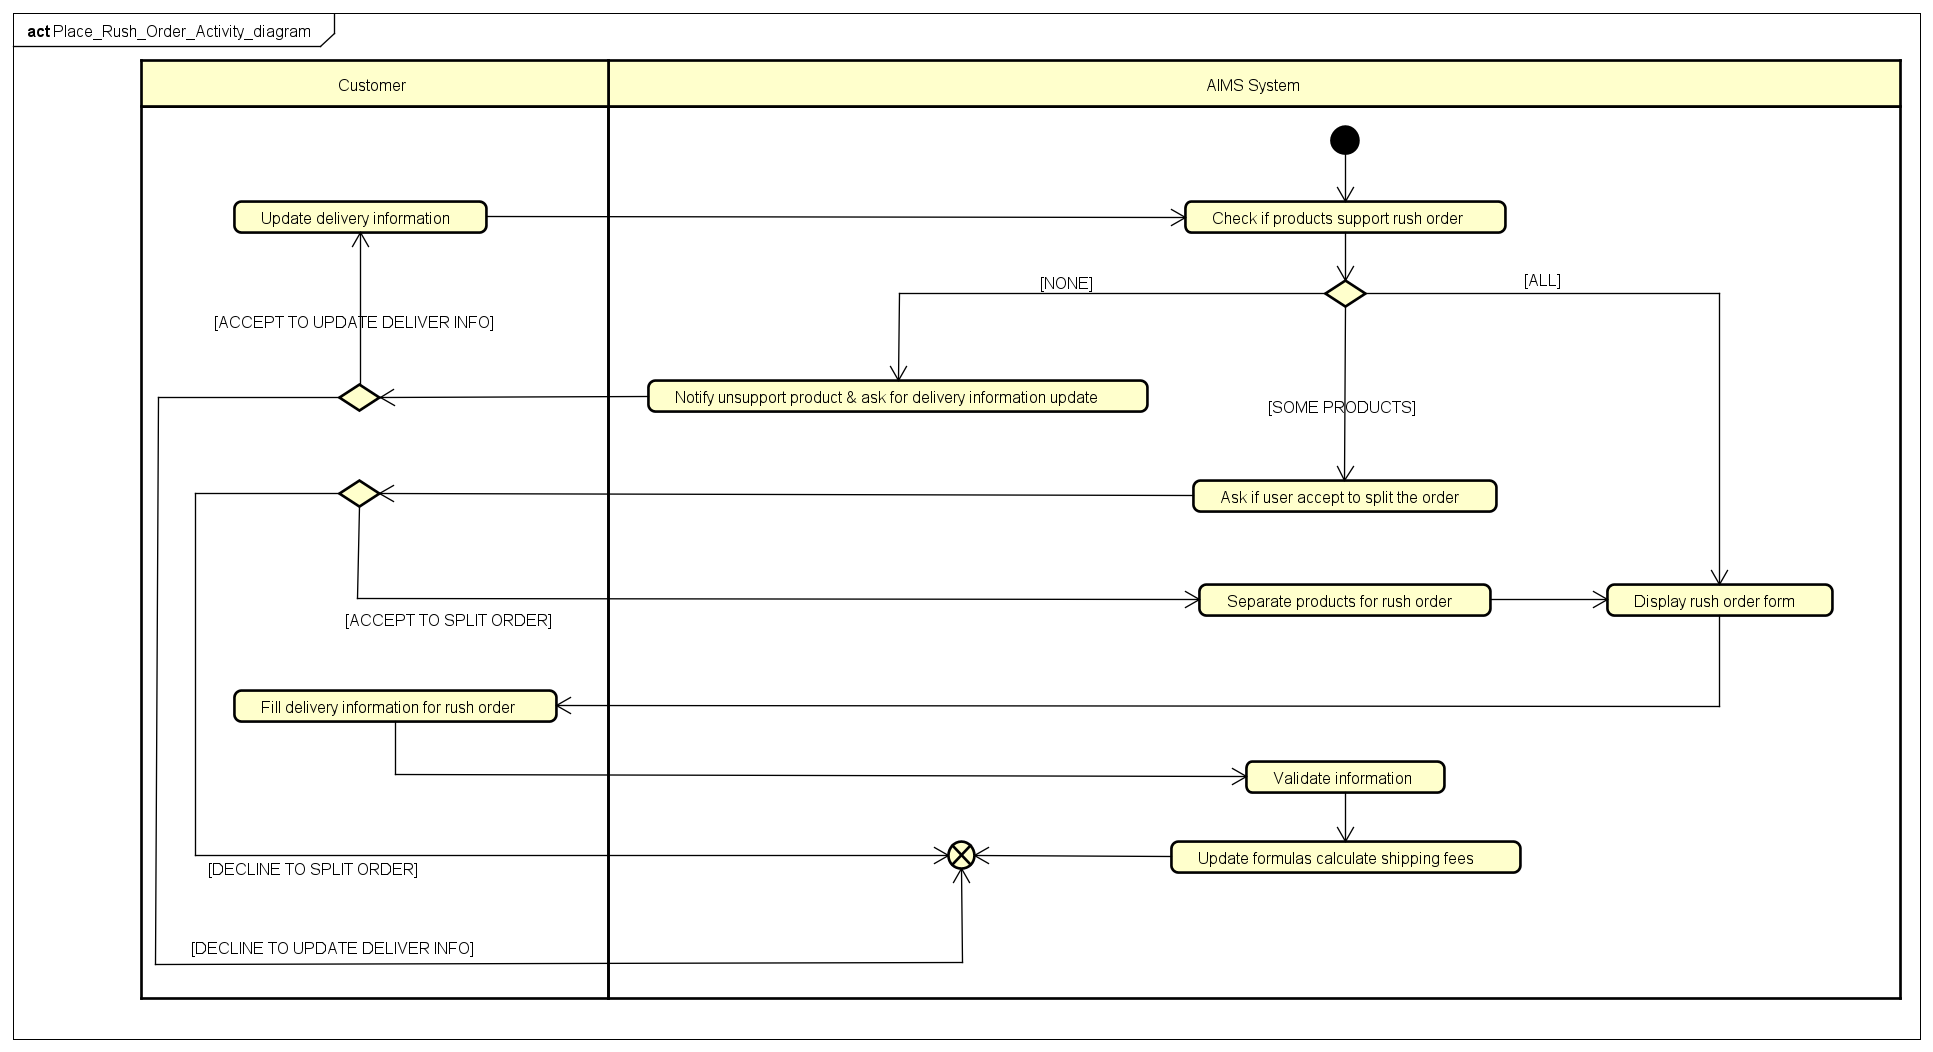 act Place_Rush_Order_Activity_diagram
Customer
AIMS System
Update delivery information
Check if products support rush order
[NONE]
[ALL]
[ACCEPT TO UPDATE DELIVER INFO]
Notify unsupport product & ask for delivery information update
[SOME PRODUCTS]
Ask if user accept to split the order
Separate products for rush order
Display rush order form
[ACCEPT TO SPLIT ORDER]
Fill delivery information for rush order
Validate information
Update formulas calculate shipping fees
[DECLINE TO SPLIT ORDER]
[DECLINE TO UPDATE DELIVER INFO]